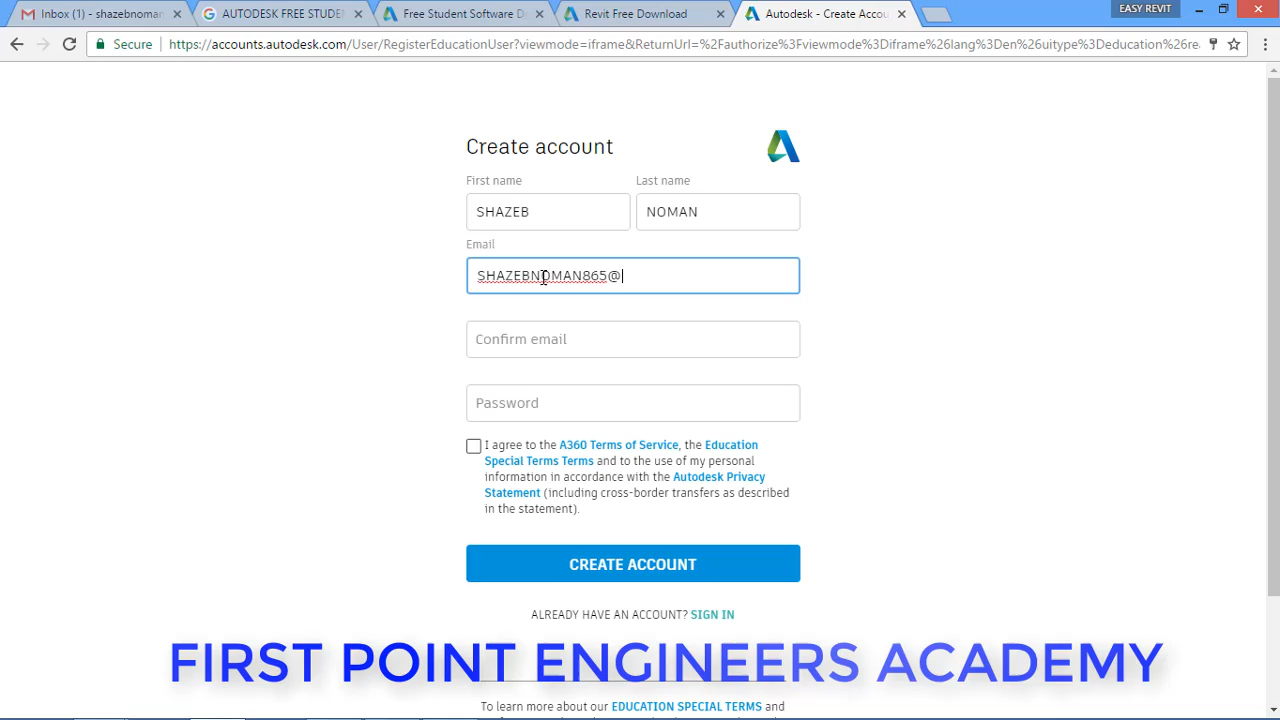 Inbox (1) - shazebnoman
AUTODESK FREE STUDEN
Free Student Software D
Revit Free Download
Autodesk - Create Accou
EASY REVIT
Secure
https://accounts.autodesk.com/User/RegisterEducationUser?viewmode=iframe&ReturnUrl=%2Fauthorize%3Fviewmode%3Diframe%26lang%3Den%26uitype%3Deducation%26re
Create account
First name
Last name
SHAZEB
NOMAN
Email
SHAZEBNOMAN865@
Confirm email
Password
I agree to the A360 Terms of Service, the Education
Special Terms Terms and to the use of my personal
information in accordance with the Autodesk Privacy
Statement (including cross-border transfers as described
in the statement).
CREATE ACCOUNT
ALREADY HAVE AN ACCOUNT? SIGN IN
FIRST POINT ENGINEERS ACADEMY
To learn more about our EDUCATION SPECIAL TERMS and